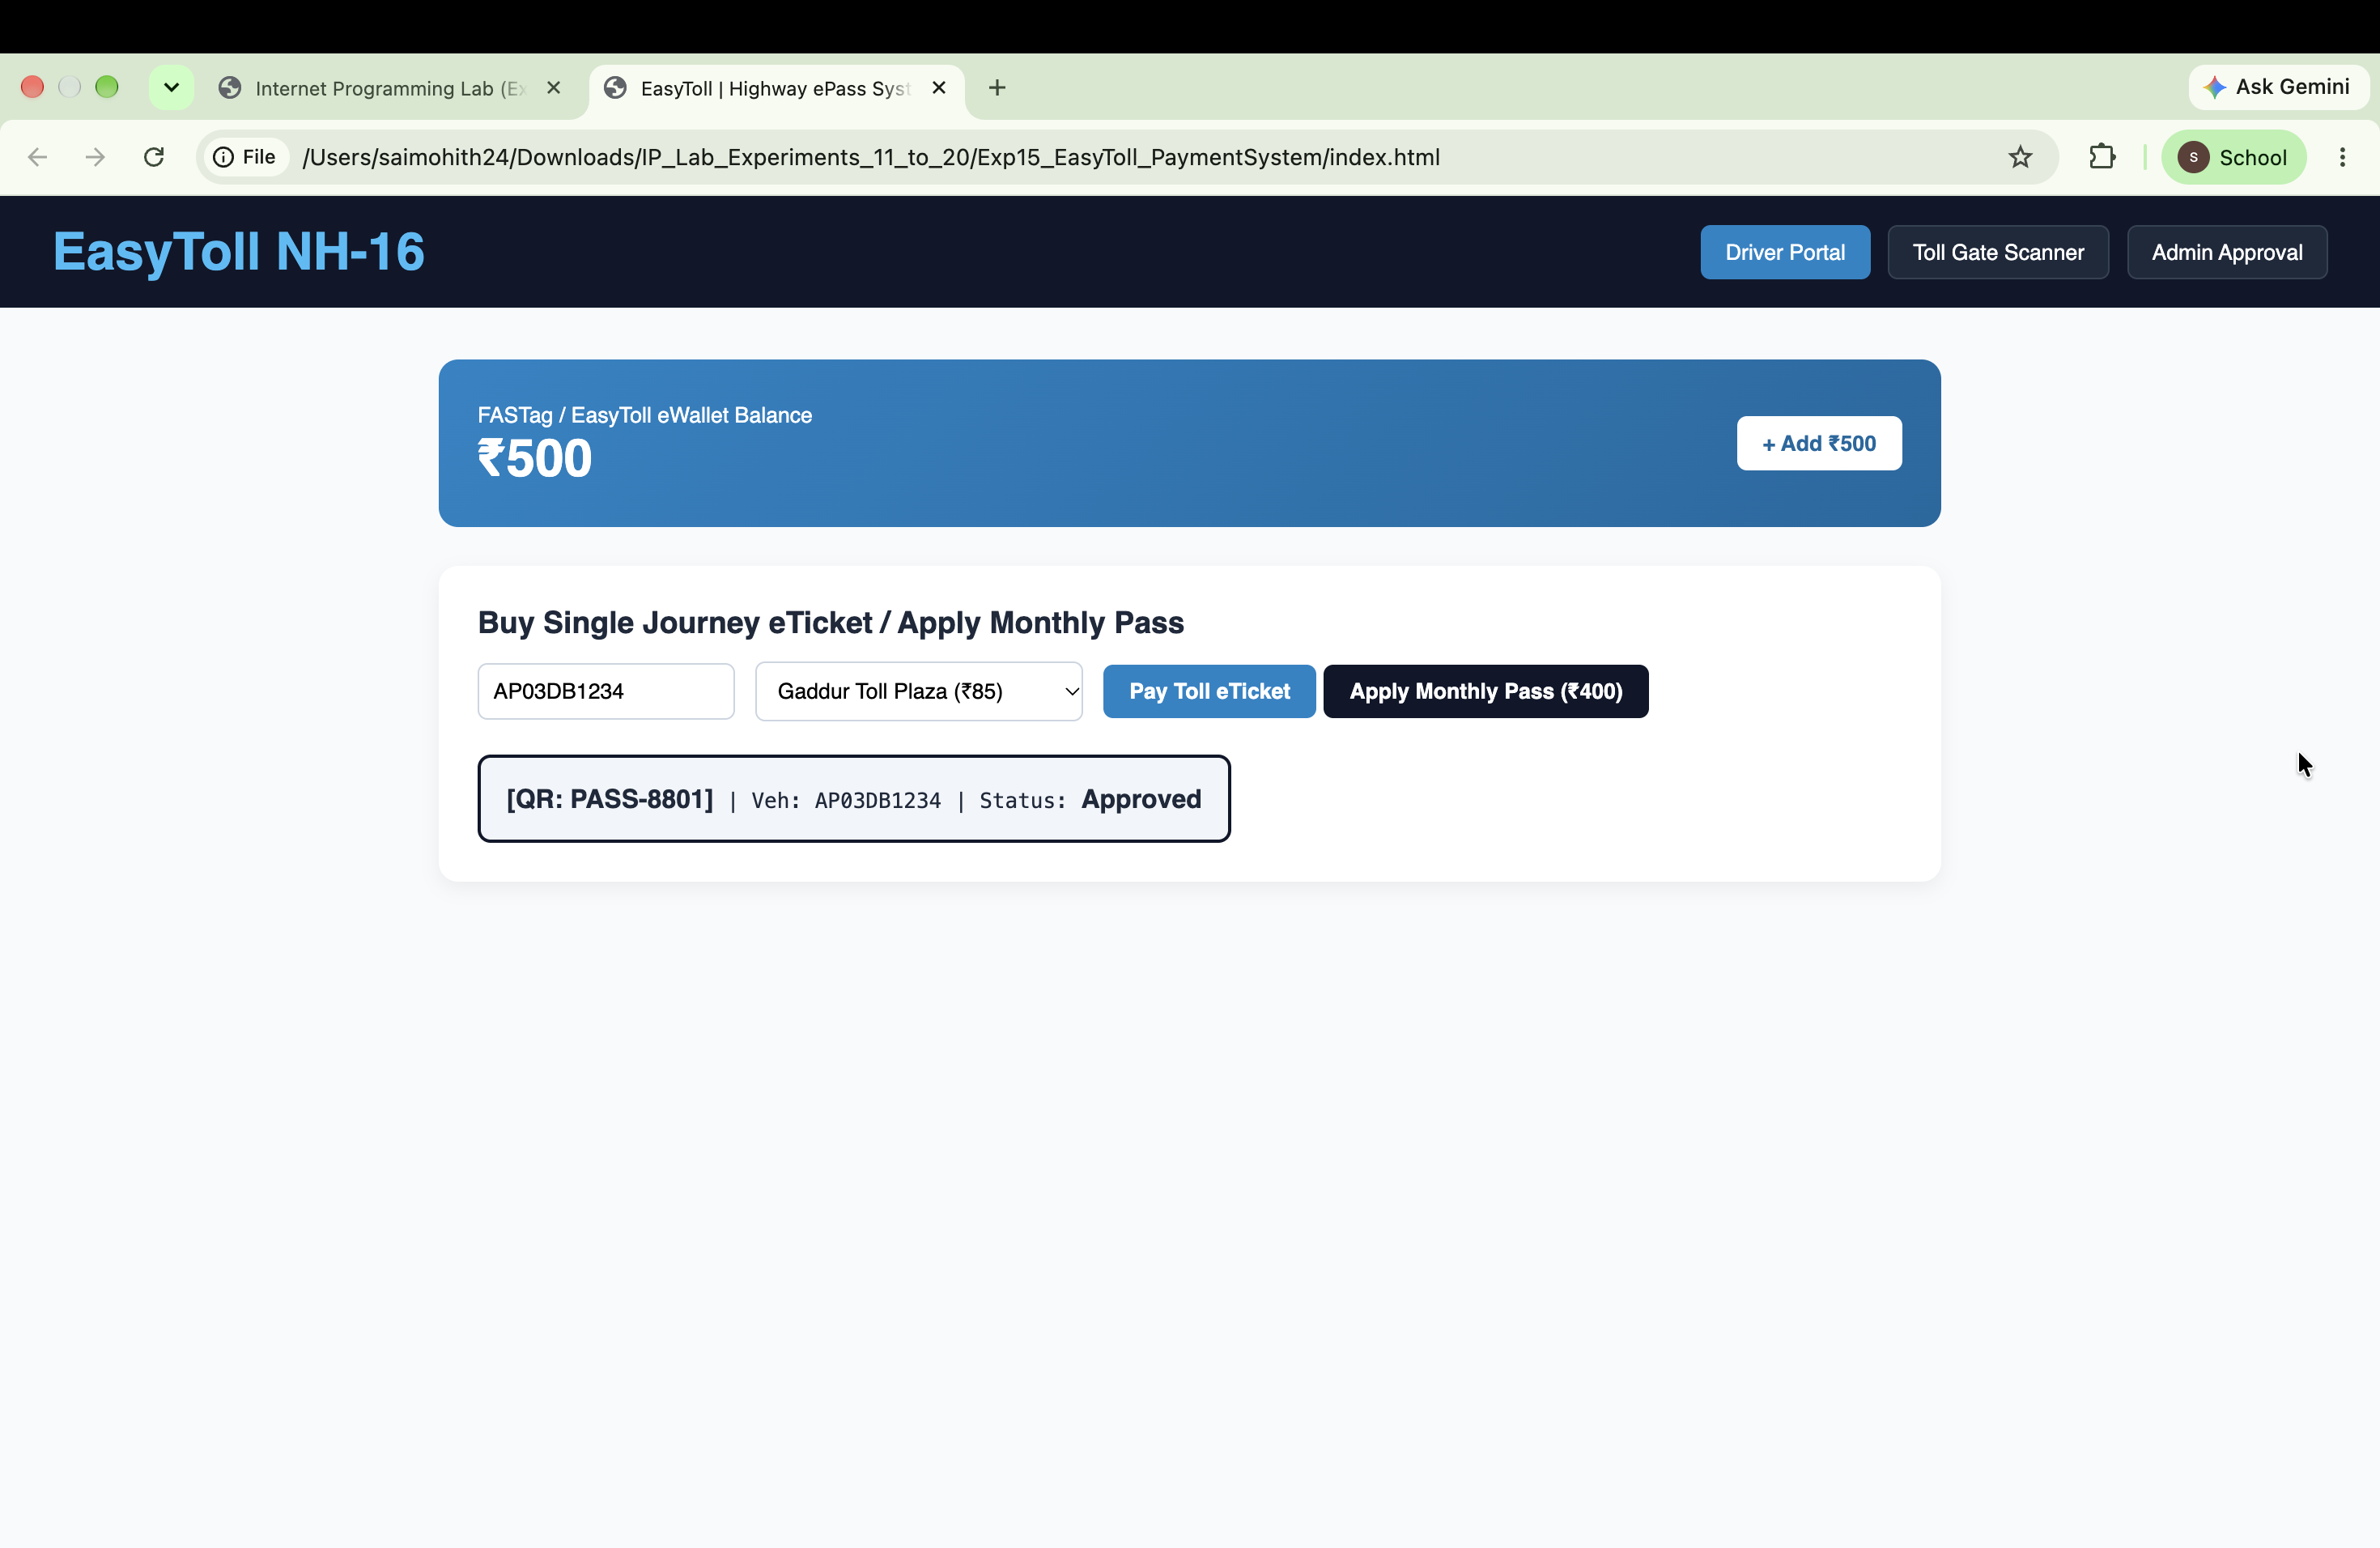 Internet Programming Lab (Ex
EasyToll | Highway ePass Syst
Ask Gemini
File /Users/saimohith24/Downloads/IP_Lab_Experiments_11_to_20/Exp15_EasyToll_PaymentSystem/index.html
S School
EasyToll NH-16
Driver Portal
Toll Gate Scanner
Admin Approval
FASTag / EasyToll eWallet Balance
₹500
+ Add ₹500
Buy Single Journey eTicket / Apply Monthly Pass
AP03DB1234
Gaddur Toll Plaza (₹85)
Pay Toll eTicket
Apply Monthly Pass (₹400)
[QR: PASS-8801] | Veh: AP03DB1234 | Status: Approved